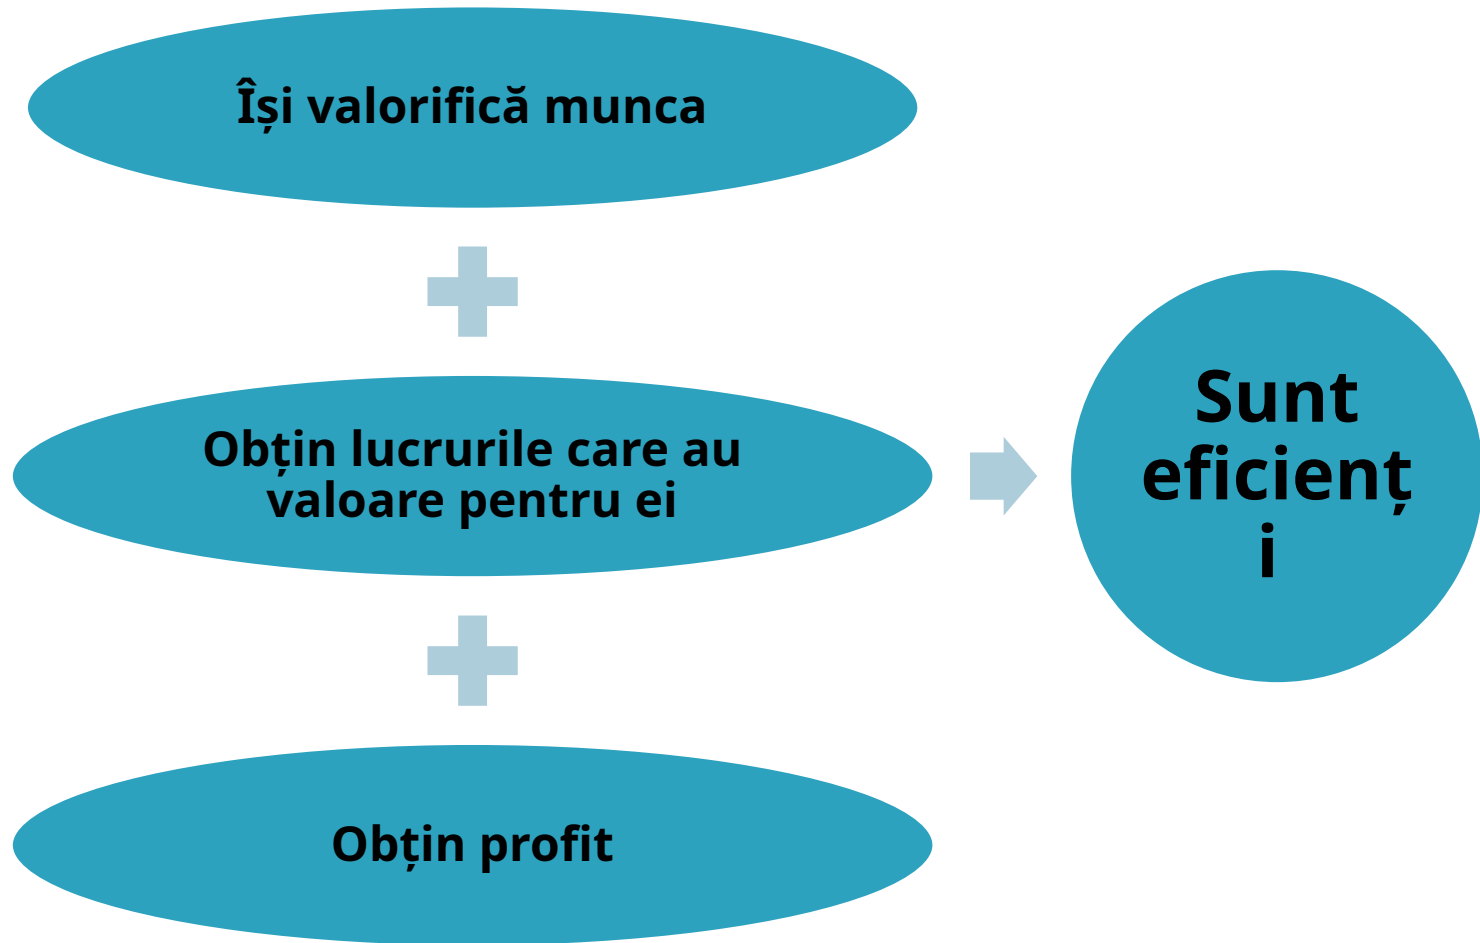 Își valorifică munca
Obțin lucrurile care au
valoare pentru ei
Obțin profit
Sunt
eficienț
i